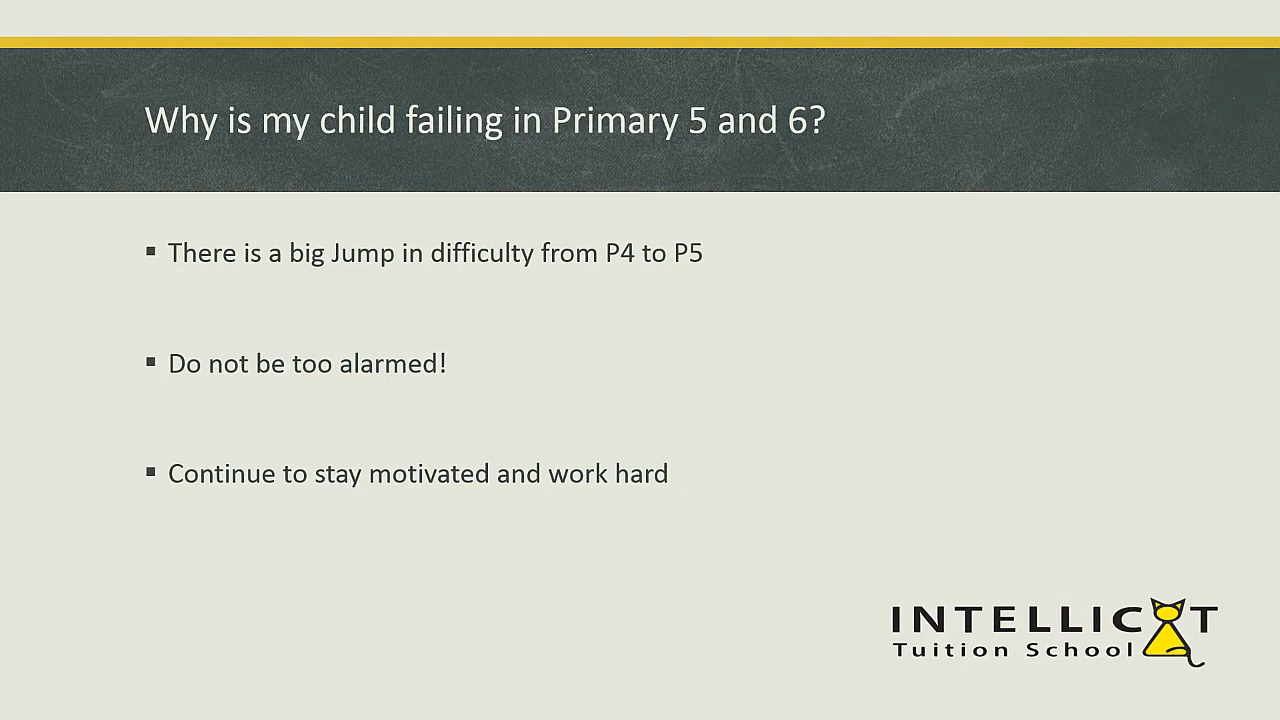 Why is my child failing in Primary 5 and 6?
▪ There is a big Jump in difficulty from P4 to P5
▪ Do not be too alarmed!
▪ Continue to stay motivated and work hard
INTELLICAT
Tuition School